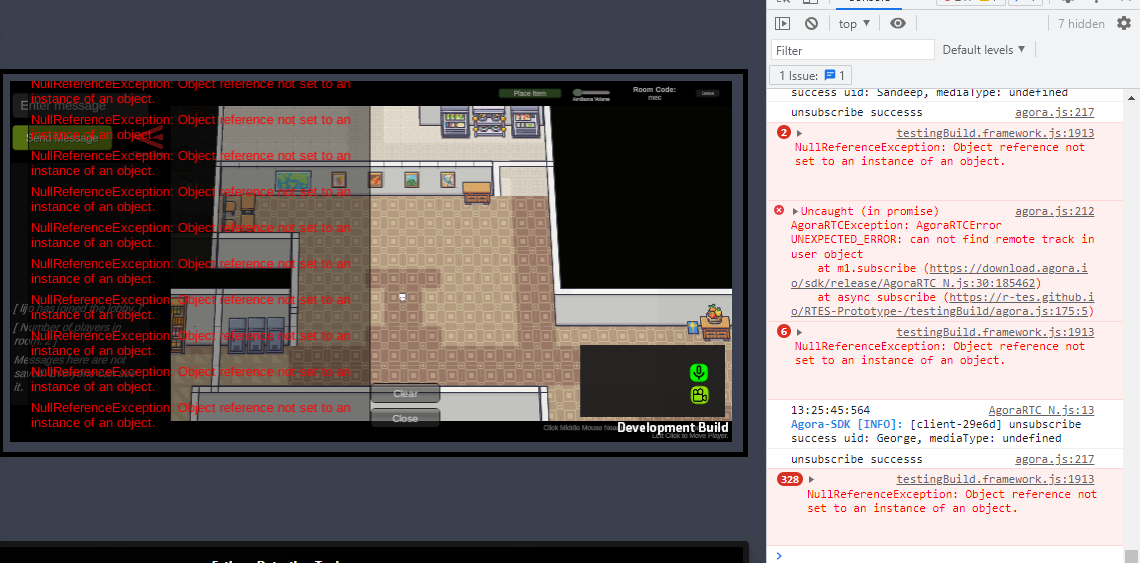 top ▼
7 hidden
Filter
Default levels ▼
1 Issue: 1
success uid: Sandeep, mediaType: undefined
unsubscribe successs agora.js:217
2 ▶ testingBuild.framework.js:1913
NullReferenceException: Object reference not
set to an instance of an object.
▶Uncaught (in promise) agora.js:212
AgoraRTCException: AgoraRTCError
UNEXPECTED_ERROR: can not find remote track in
user object
at m1.subscribe (https://download.agora.i
o/sdk/release/AgoraRTC_N.js:30:185462)
at async subscribe (https://r-tes.github.i
o/RTES-Prototype-/testingBuild/agora.js:175:5)
6 ▶ testingBuild.framework.js:1913
NullReferenceException: Object reference not
set to an instance of an object.
13:25:45:564 AgoraRTC_N.js:13
Agora-SDK [INFO]: [client-29e6d] unsubscribe
success uid: George, mediaType: undefined
unsubscribe successs agora.js:217
328 ▶ testingBuild.framework.js:1913
NullReferenceException: Object reference not
set to an instance of an object.
>
NullReferenceException: Object reference not set to an
instance of an object.
NullReferenceException: Object reference not set to an
instance of an object.
NullReferenceException: Object reference not set to an
instance of an object.
NullReferenceException: Object reference not set to an
instance of an object.
NullReferenceException: Object reference not set to an
instance of an object.
NullReferenceException: Object reference not set to an
instance of an object.
NullReferenceException: Object reference not set to an
instance of an object.
NullReferenceException: Object reference not set to an
instance of an object.
NullReferenceException: Object reference not set to an
instance of an object.
NullReferenceException: Object reference not set to an
instance of an object.
Enter message
Send Message
Place Item
Ambiance Volume
Room Code:
mec
Leave
has joined the lobby. ]
[ Number of players in
room: 2 ]
Messages here are not
it.
Clear
Close
Click Middle Mouse
Development Build
Left Click to Move Player.